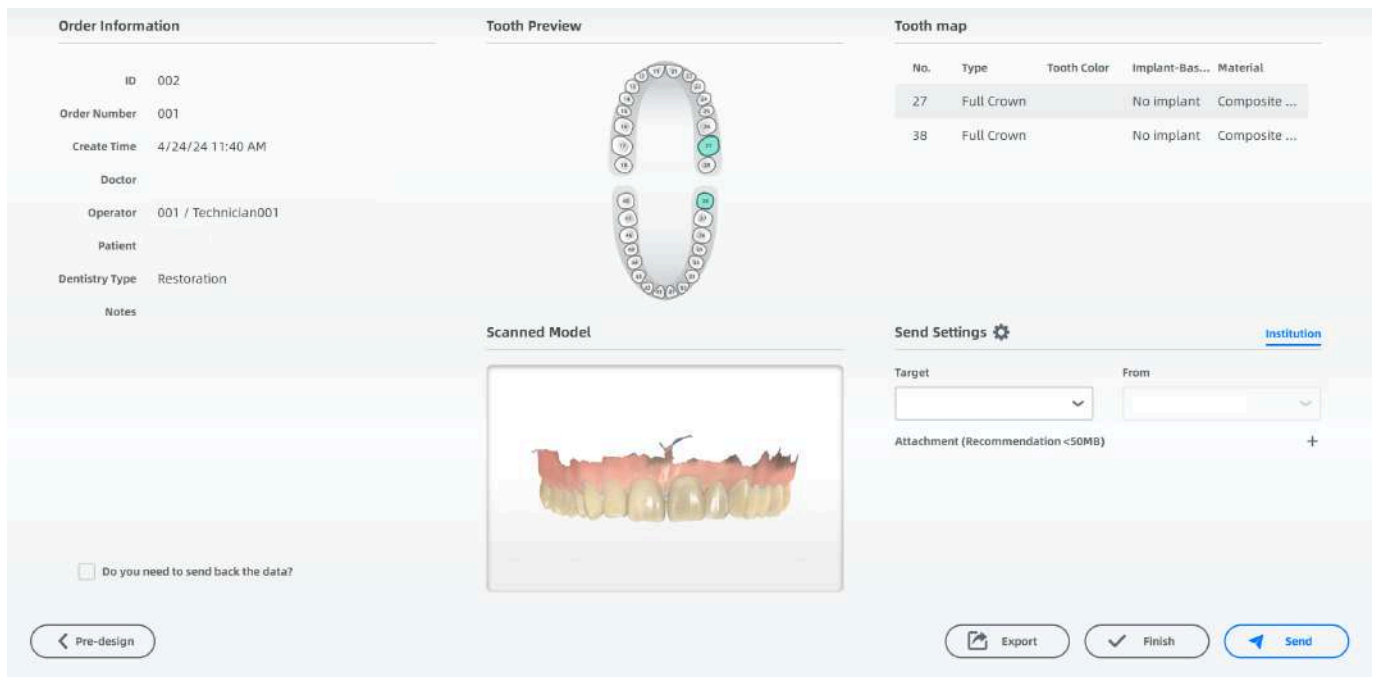 Order Information
ID 002
Order Number 001
Create Time 4/24/24 11:40 AM
Doctor
Operator 001 / Technician001
Patient
Dentistry Type Restoration
Notes
Do you need to send back the data?
Tooth Preview
27
38
Scanned Model
Tooth map
No. Type Tooth Color Implant-Bas... Material
27 Full Crown No implant Composite ...
38 Full Crown No implant Composite ...
Send Settings Institution
Target From
Attachment (Recommendation <50MB) +
Pre-design
Export
Finish
Send